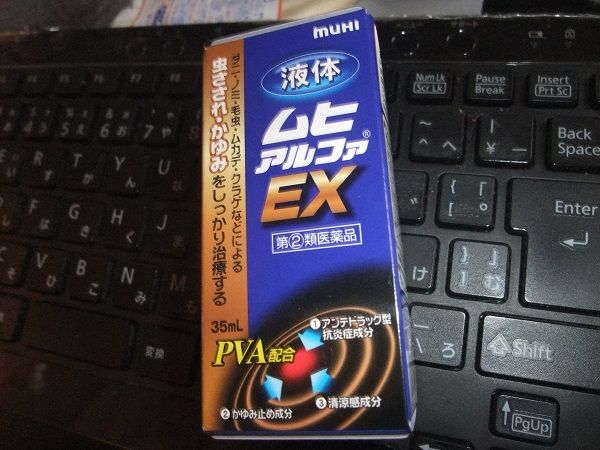 muHI
液体
ムヒ
アルファ®
EX
第②類医薬品
ダニ・ノミ・毛虫・ムカデ・クラゲなどによる
虫さされ・かゆみをしっかり治療する
35mL
PVA配合
①アンテドラッグ型
抗炎症成分
②かゆみ止め成分
③清涼感成分
Num Lk
Scr Lk
Pause
Break
Insert
Prt Sc
Back
Space
Enter
Shift
PgUp
変換
E
R
T
Y
U
F
G
H
J
V
B
N
M